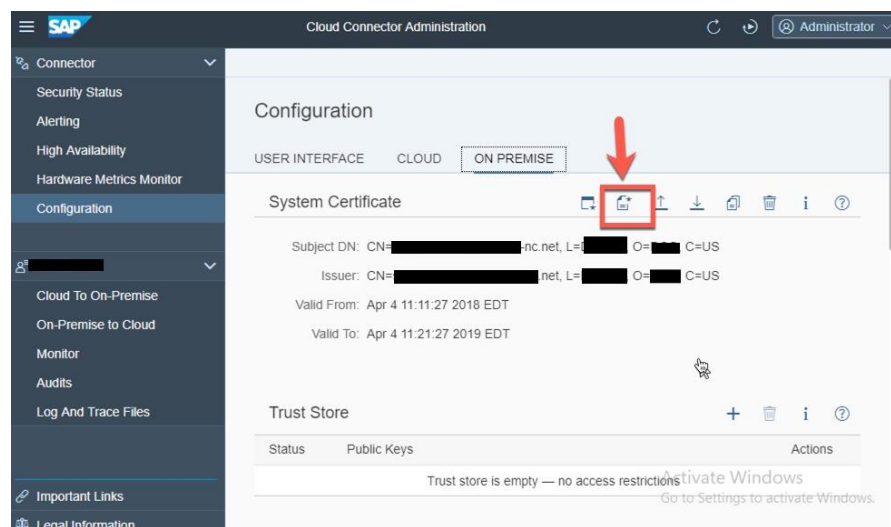 SAP Cloud Connector Administration Administrator
Connector
Security Status
Alerting
High Availability
Hardware Metrics Monitor
Configuration
Cloud To On-Premise
On-Premise to Cloud
Monitor
Audits
Log And Trace Files
Important Links
Legal Information
Configuration
USER INTERFACE CLOUD ON PREMISE
System Certificate
Subject DN: CN= -nc.net, L= , O= C=US
Issuer: CN= .net, L= , O= C=US
Valid From: Apr 4 11:11:27 2018 EDT
Valid To: Apr 4 11:21:27 2019 EDT
Trust Store
Status Public Keys Actions
Trust store is empty — no access restrictions
Activate Windows
Go to Settings to activate Windows.